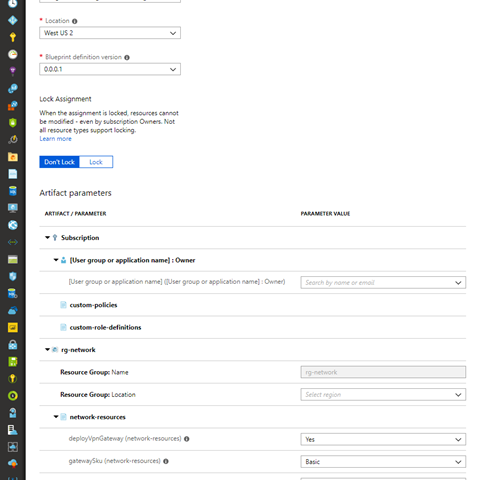 * Location
West US 2
* Blueprint definition version
0.0.0.1
Lock Assignment
When the assignment is locked, resources cannot
be modified - even by subscription Owners. Not
all resource types support locking.
Learn more
Don't Lock Lock
Artifact parameters
ARTIFACT / PARAMETER PARAMETER VALUE
Subscription
[User group or application name] : Owner
[User group or application name] ([User group or application name] : Owner) Search by name or email
custom-policies
custom-role-definitions
rg-network
Resource Group: Name rg-network
Resource Group: Location Select region
network-resources
deployVpnGateway (network-resources) Yes
gatewaySku (network-resources) Basic